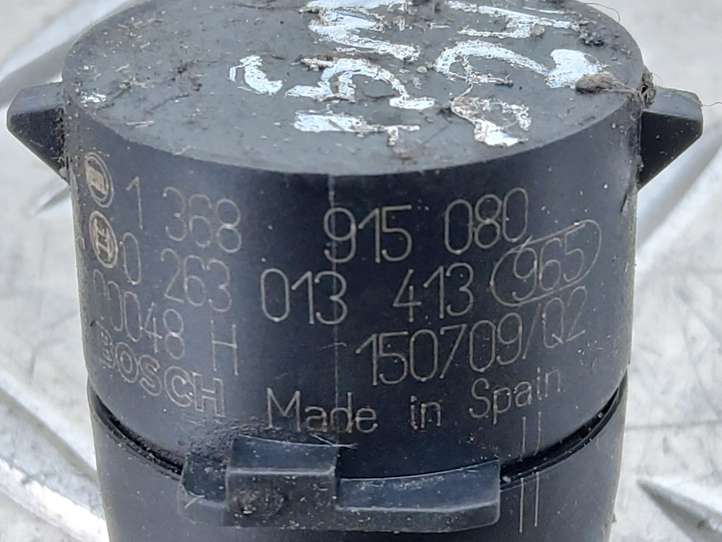 1 368 915 080
0 263 013 413 965
00048 H 150709/Q2
BOSCH Made in Spain